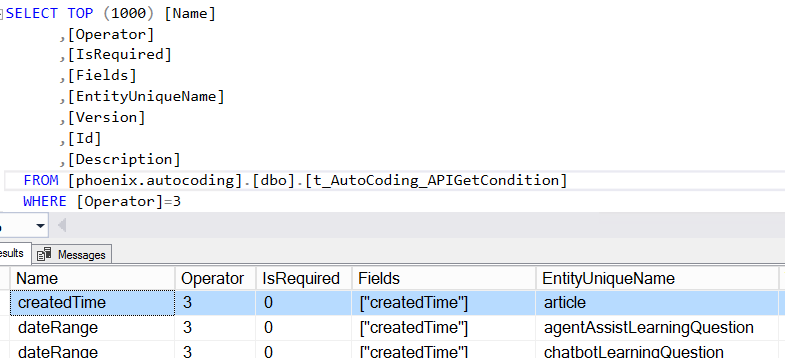 SELECT TOP (1000) [Name]
,[Operator]
,[IsRequired]
,[Fields]
,[EntityUniqueName]
,[Version]
,[Id]
,[Description]
FROM [phoenix.autocoding].[dbo].[t_AutoCoding_APIGetCondition]
WHERE [Operator]=3
esults Messages
Name Operator IsRequired Fields EntityUniqueName
createdTime 3 0 ["createdTime"] article
dateRange 3 0 ["createdTime"] agentAssistLearningQuestion
dateRange 3 0 ["createdTime"] chatbotLearningQuestion